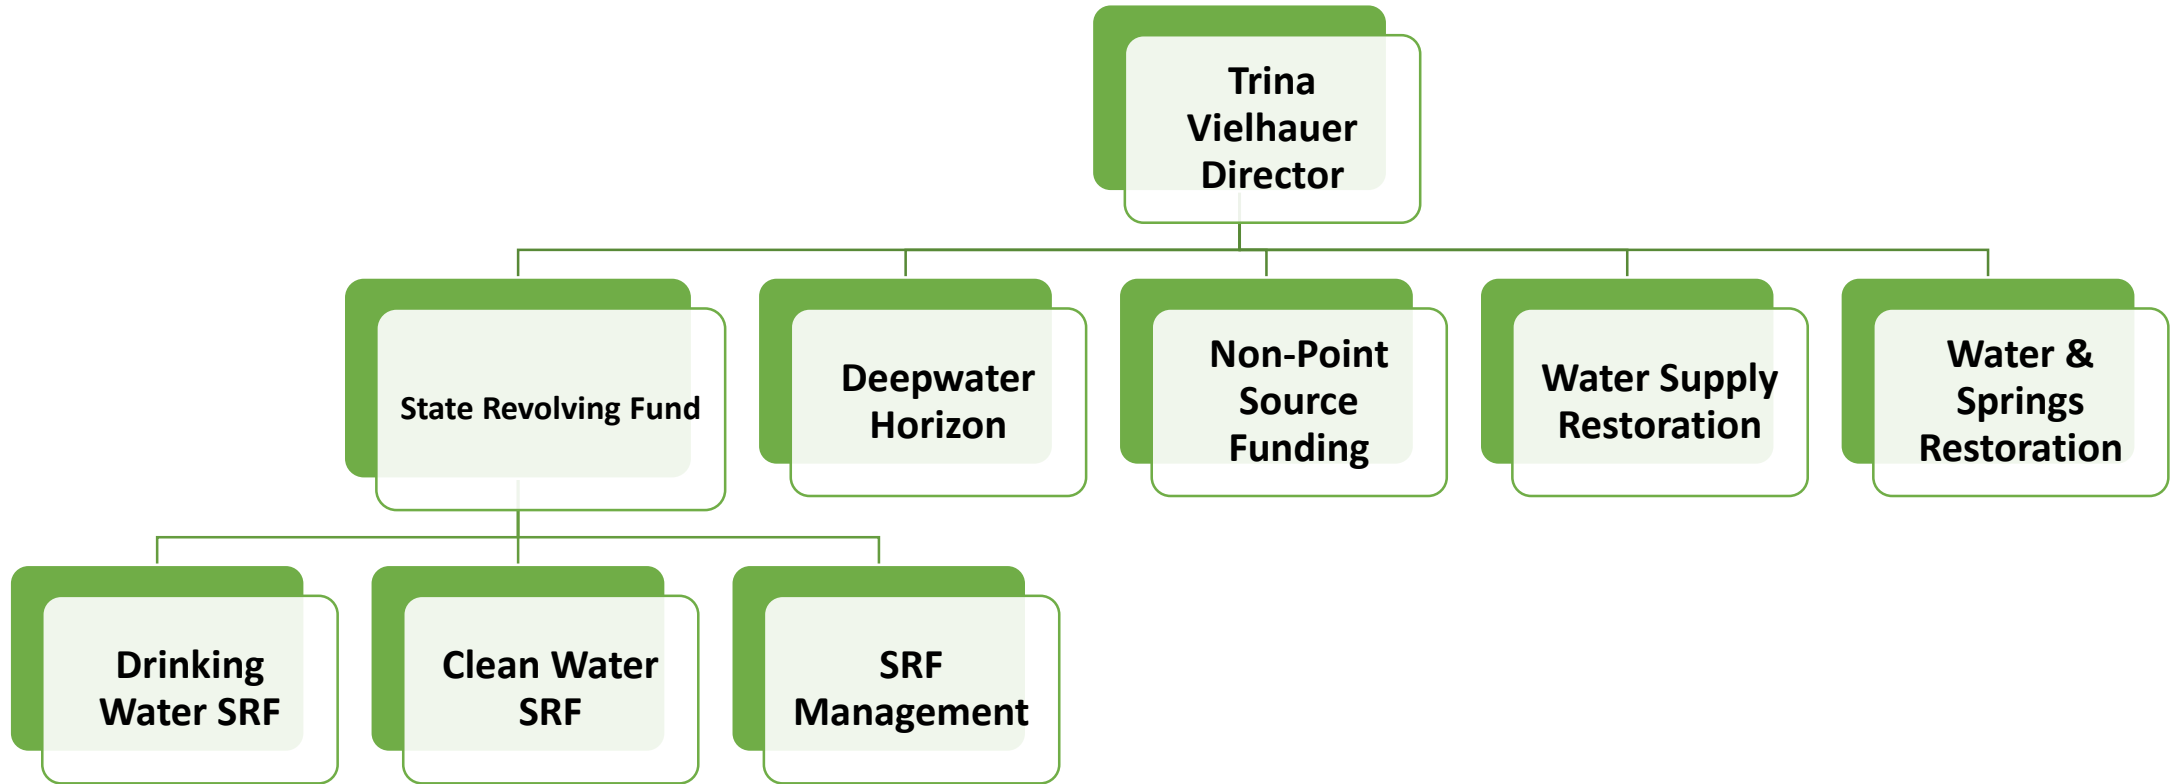 Trina
Vielhauer
Director
State Revolving Fund
Deepwater
Horizon
Non-Point
Source
Funding
Water Supply
Restoration
Water &
Springs
Restoration
Drinking
Water SRF
Clean Water
SRF
SRF
Management